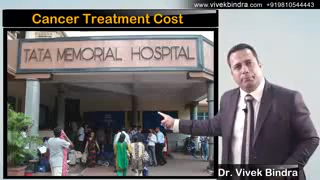 www.vivekbindra.com +919810544443
Cancer Treatment Cost
TATA MEMORIAL HOSPITAL
Dr. Vivek Bindra